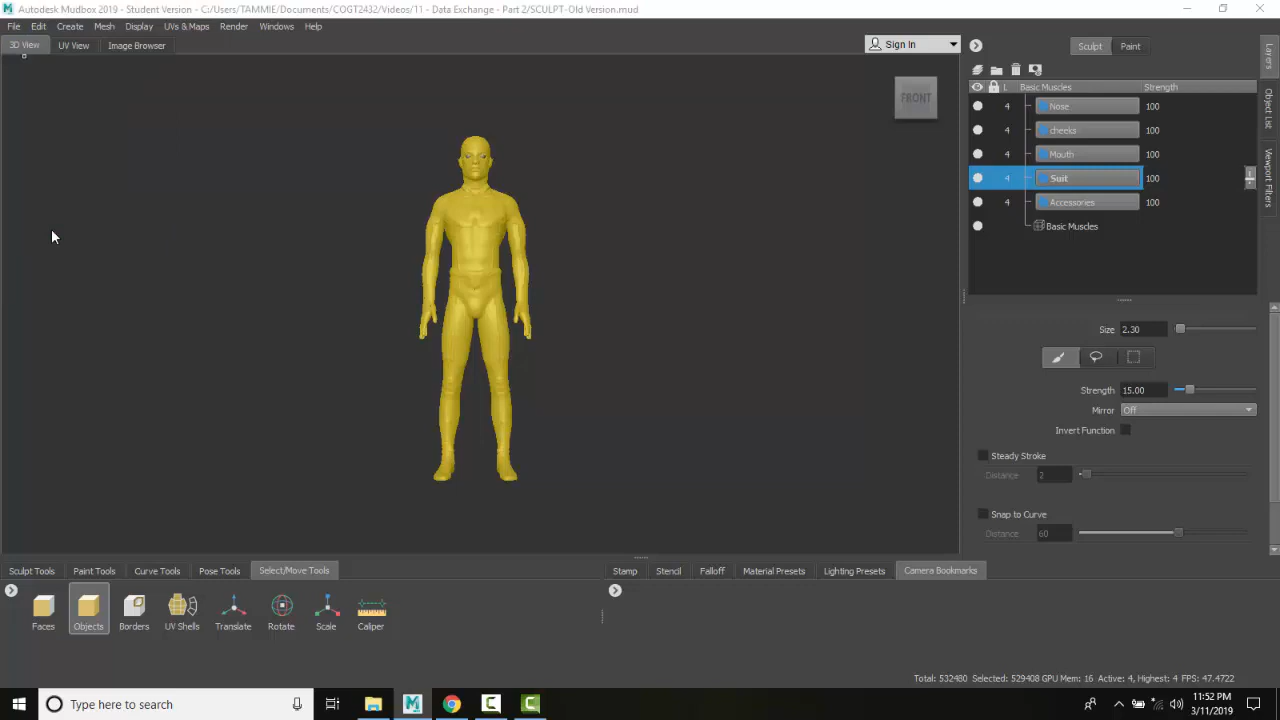 Autodesk Mudbox 2019 - Student Version - C:/Users/TAMMIE/Documents/COGT2432/Videos/11 - Data Exchange - Part 2/SCULPT-Old Version.mud
File Edit Create Mesh Display UVs & Maps Render Windows Help
3D View UV View Image Browser Sign In Sculpt Paint
FRONT
L Basic Muscles Strength
4 Nose 100
4 cheeks 100
4 Mouth 100
4 Suit 100
4 Accessories 100
Basic Muscles
Layers
Object List
Viewport Filters
Size 2.30
Strength 15.00
Mirror Off
Invert Function
Steady Stroke
Distance 2
Snap to Curve
Distance 60
Sculpt Tools Paint Tools Curve Tools Pose Tools Select/Move Tools Stamp Stencil Falloff Material Presets Lighting Presets Camera Bookmarks
Faces Objects Borders UV Shells Translate Rotate Scale Caliper
Total: 532480 Selected: 529408 GPU Mem: 16 Active: 4, Highest: 4 FPS: 47.4722
Type here to search
11:52 PM
3/11/2019